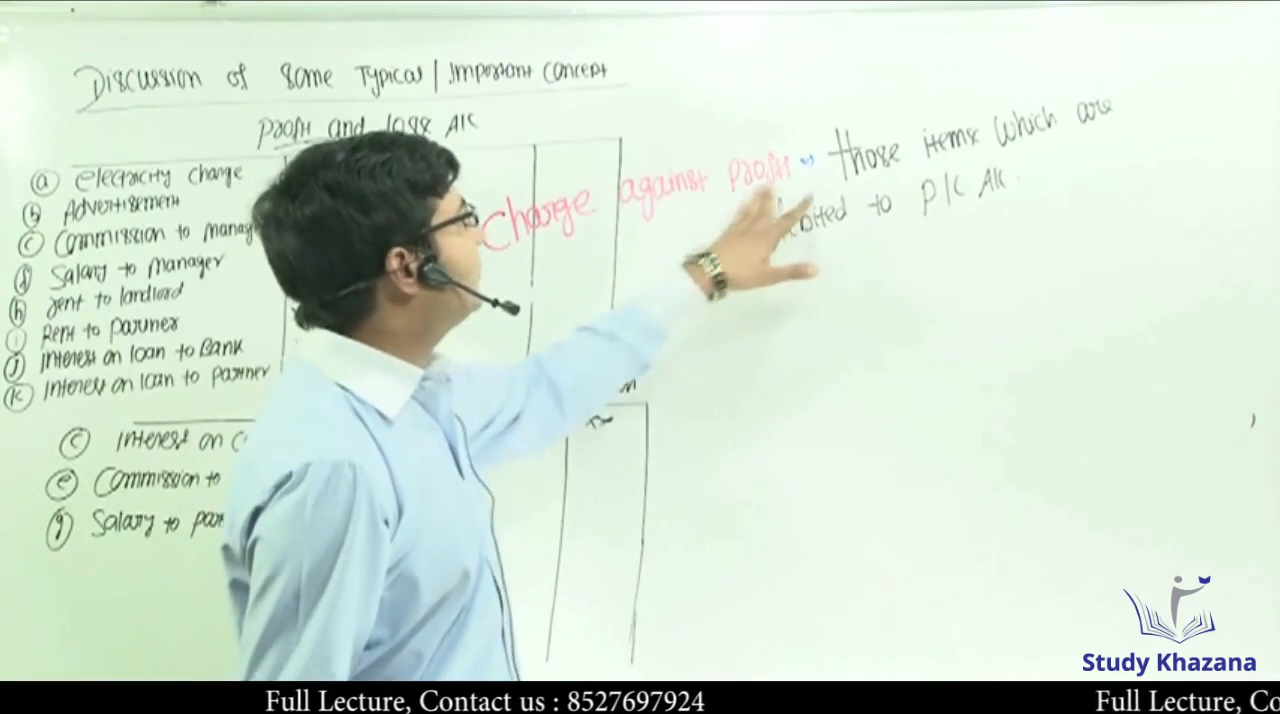 Discussion of some Typical | Important Concept
Profit and loss A/C
(a) Electricity charge
(b) Advertisement
(c) Commission to manag
(d) Salary to manager
(h) rent to landlord
(i) Rent to partner
(j) Interest on loan to Bank
(k) Interest on loan to partner
Charge against profit → those items which are
debited to P/L A/c.
(c) Interest on C
(e) Commission to
(g) Salary to par
Study Khazana
Full Lecture, Contact us : 8527697924
Full Lecture, Co